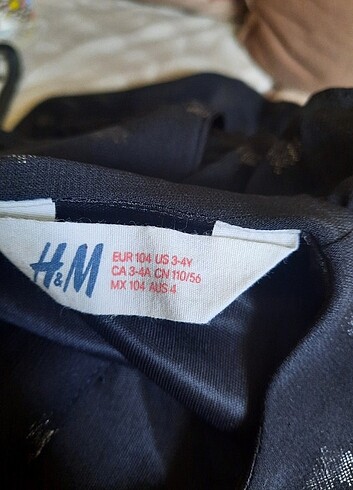 H&M
EUR 104 US 3-4Y
CA 3-4A CN 110/56
MX 104 AUS 4